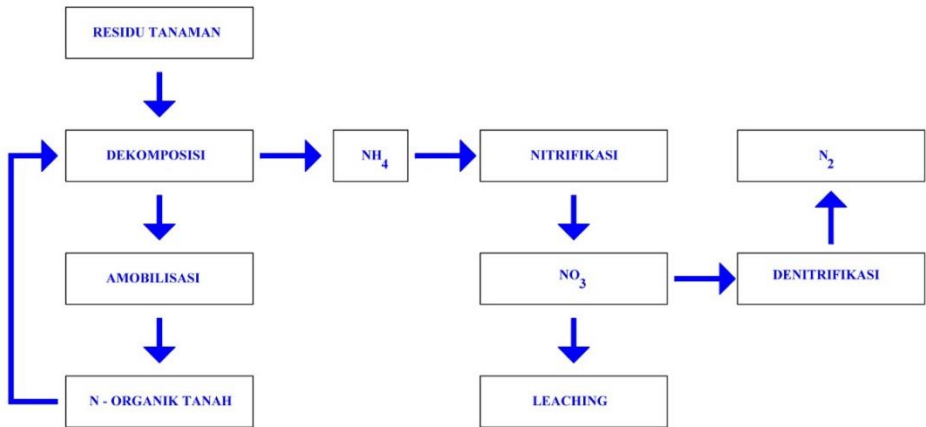 RESIDU TANAMAN
DEKOMPOSISI
NH4
NITRIFIKASI
N2
AMOBILISASI
NO3
DENITRIFIKASI
N - ORGANIK TANAH
LEACHING